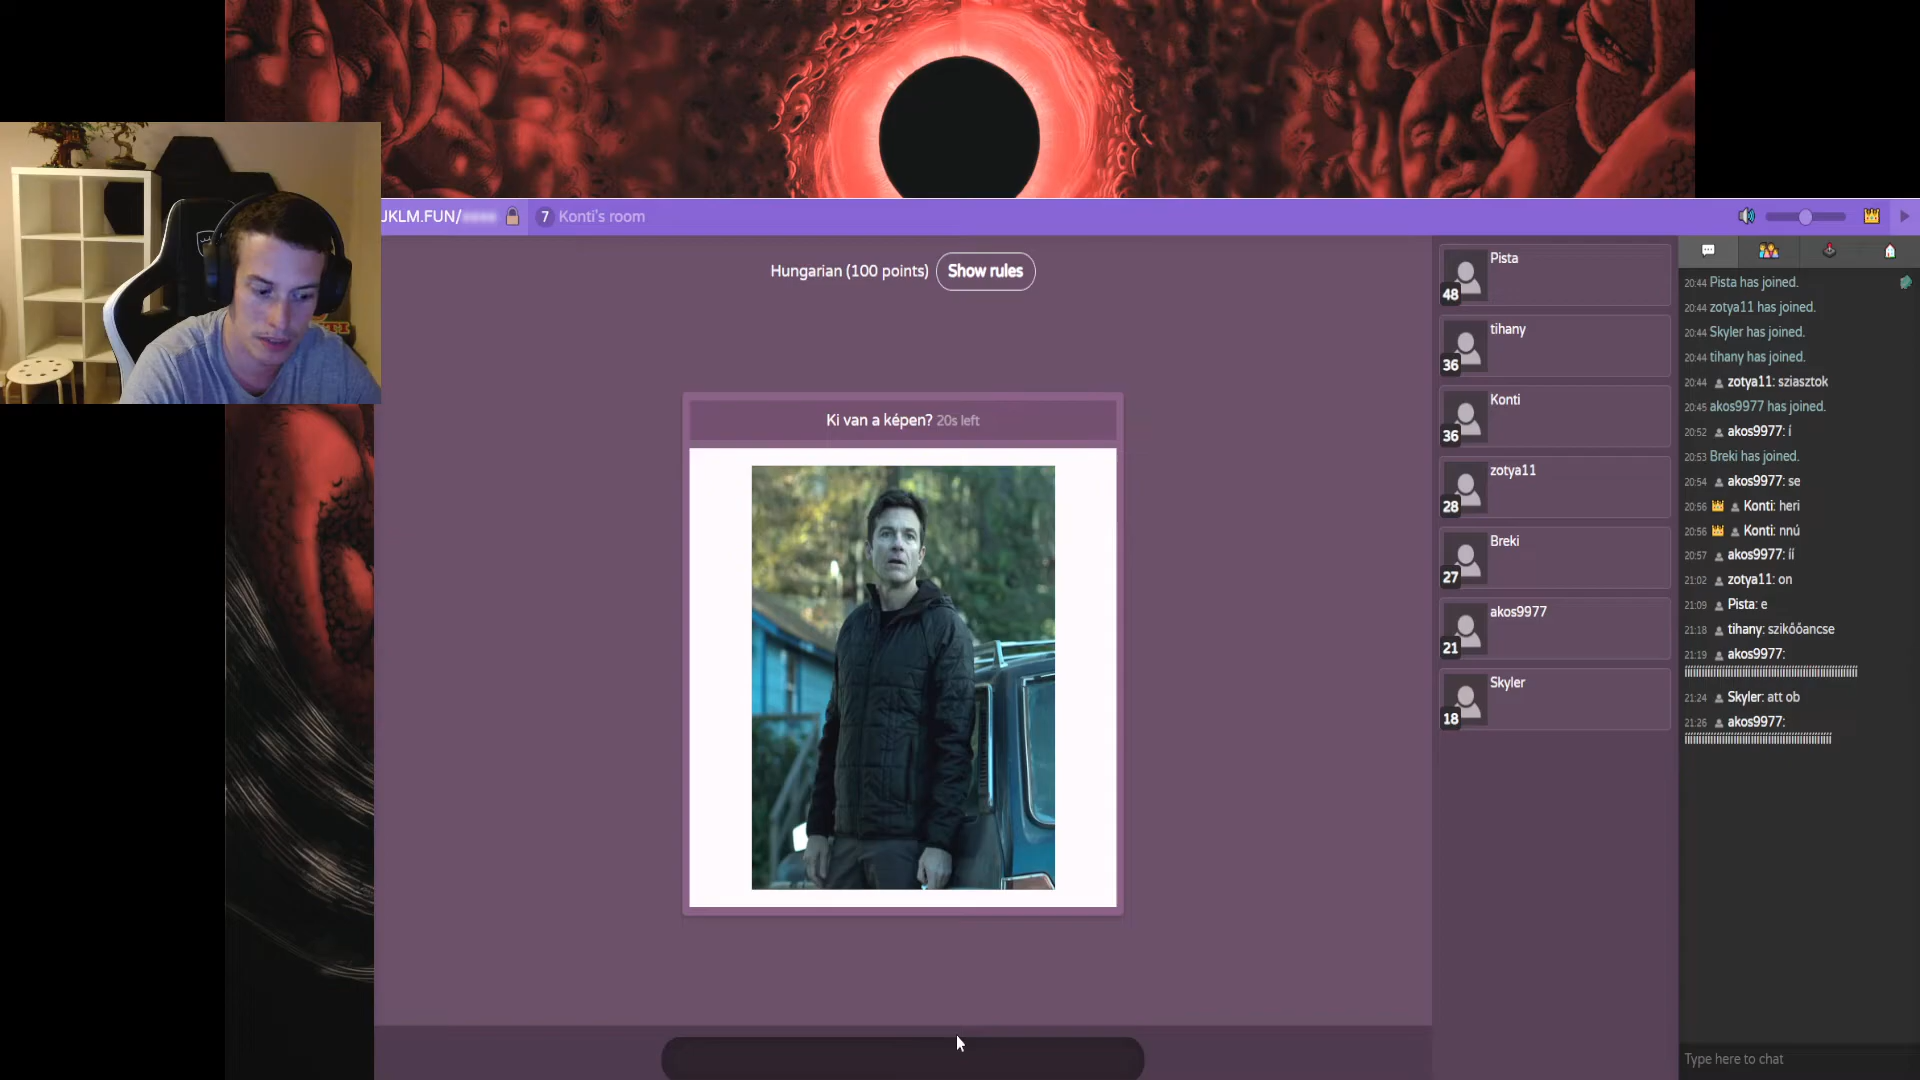 JKLM.FUN/
7 Konti's room
Hungarian (100 points) Show rules
Ki van a képen? 20s left
Pista
48
tihany
36
Konti
36
zotya11
28
Breki
27
akos9977
21
Skyler
18
20:44 Pista has joined.
20:44 zotya11 has joined.
20:44 Skyler has joined.
20:44 tihany has joined.
20:44 zotya11: sziasztok
20:45 akos9977 has joined.
20:52 akos9977: í
20:53 Breki has joined.
20:54 akos9977: se
20:56 Konti: heri
20:56 Konti: nnú
20:57 akos9977: íí
21:02 zotya11: on
21:09 Pista: e
21:18 tihany: szikőőancse
21:19 akos9977:
21:24 Skyler: att ob
21:26 akos9977:
Type here to chat